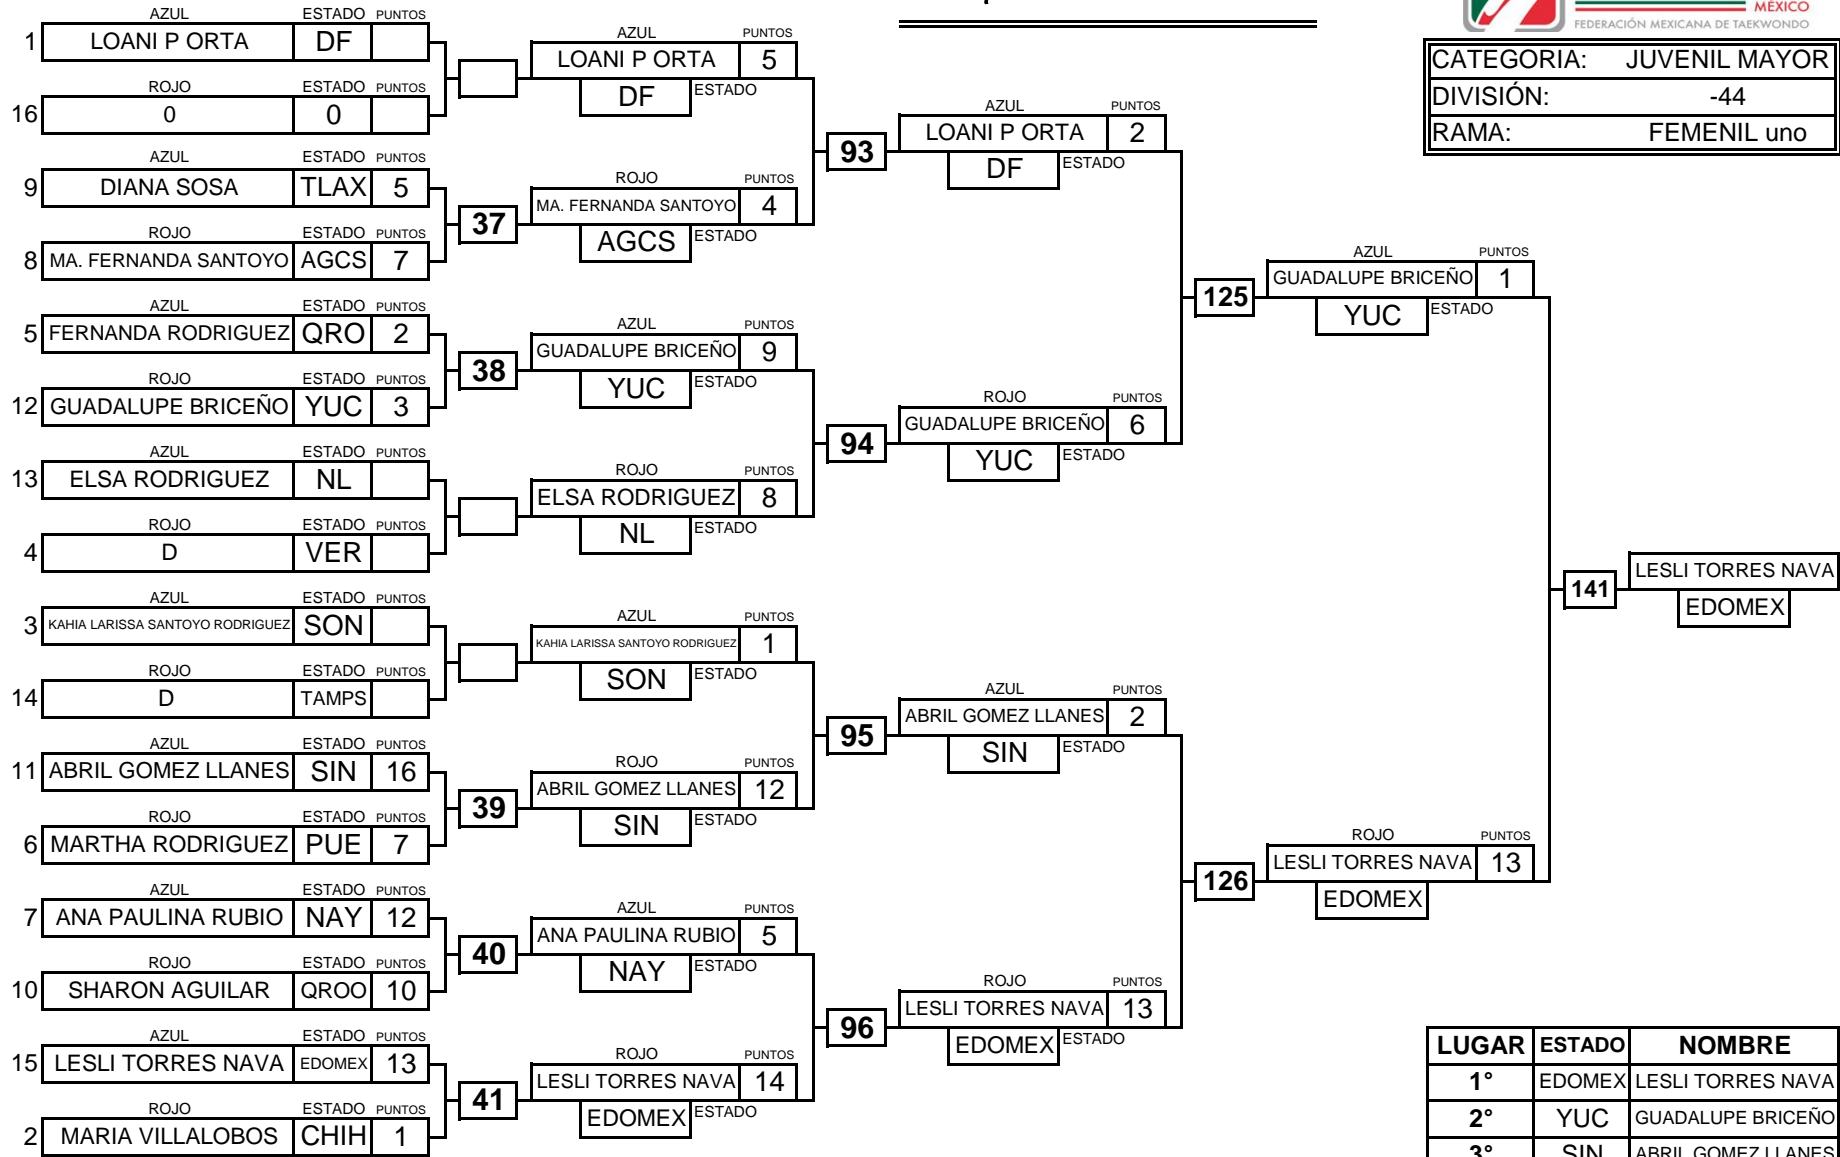 MÉXICO
FEDERACIÓN MEXICANA DE TAEKWONDO
CATEGORIA: JUVENIL MAYOR
DIVISIÓN: -44
RAMA: FEMENIL uno
AZUL ESTADO PUNTOS
1 LOANI P ORTA DF
ROJO ESTADO PUNTOS
16 0 0
AZUL ESTADO PUNTOS
9 DIANA SOSA TLAX 5
ROJO ESTADO PUNTOS
8 MA. FERNANDA SANTOYO AGCS 7
AZUL ESTADO PUNTOS
5 FERNANDA RODRIGUEZ QRO 2
ROJO ESTADO PUNTOS
12 GUADALUPE BRICEÑO YUC 3
AZUL ESTADO PUNTOS
13 ELSA RODRIGUEZ NL
ROJO ESTADO PUNTOS
4 D VER
AZUL ESTADO PUNTOS
3 KAHIA LARISSA SANTOYO RODRIGUEZ SON
ROJO ESTADO PUNTOS
14 D TAMPS
AZUL ESTADO PUNTOS
11 ABRIL GOMEZ LLANES SIN 16
ROJO ESTADO PUNTOS
6 MARTHA RODRIGUEZ PUE 7
AZUL ESTADO PUNTOS
7 ANA PAULINA RUBIO NAY 12
ROJO ESTADO PUNTOS
10 SHARON AGUILAR QROO 10
AZUL ESTADO PUNTOS
15 LESLI TORRES NAVA EDOMEX 13
ROJO ESTADO PUNTOS
2 MARIA VILLALOBOS CHIH 1
37
38
39
40
41
AZUL PUNTOS
LOANI P ORTA 5
DF ESTADO
ROJO PUNTOS
MA. FERNANDA SANTOYO 4
AGCS ESTADO
AZUL PUNTOS
GUADALUPE BRICEÑO 9
YUC ESTADO
ROJO PUNTOS
ELSA RODRIGUEZ 8
NL ESTADO
AZUL PUNTOS
KAHIA LARISSA SANTOYO RODRIGUEZ 1
SON ESTADO
ROJO PUNTOS
ABRIL GOMEZ LLANES 12
SIN ESTADO
AZUL PUNTOS
ANA PAULINA RUBIO 5
NAY ESTADO
ROJO PUNTOS
LESLI TORRES NAVA 14
EDOMEX ESTADO
93
94
95
96
AZUL PUNTOS
LOANI P ORTA 2
DF ESTADO
ROJO PUNTOS
GUADALUPE BRICEÑO 6
YUC ESTADO
AZUL PUNTOS
ABRIL GOMEZ LLANES 2
SIN ESTADO
ROJO PUNTOS
LESLI TORRES NAVA 13
EDOMEX ESTADO
125
126
AZUL PUNTOS
GUADALUPE BRICEÑO 1
YUC ESTADO
ROJO PUNTOS
LESLI TORRES NAVA 13
EDOMEX
141
LESLI TORRES NAVA
EDOMEX
LUGAR ESTADO NOMBRE
1° EDOMEX LESLI TORRES NAVA
2° YUC GUADALUPE BRICEÑO
3° SIN ABRIL GOMEZ LLANES